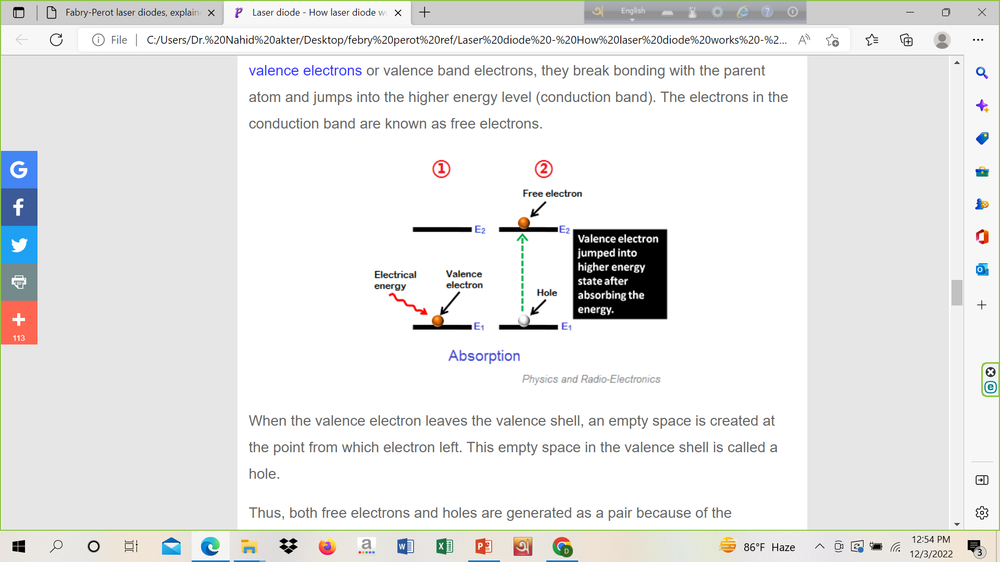 Fabry-Perot laser diodes, explain
Laser diode - How laser diode wo
English
File
C:/Users/Dr.%20Nahid%20akter/Desktop/febry%20perot%20ref/Laser%20diode%20-%20How%20laser%20diode%20works%20-%2...
valence electrons or valence band electrons, they break bonding with the parent
atom and jumps into the higher energy level (conduction band). The electrons in the
conduction band are known as free electrons.
① ②
Free electron
E2 E2
Valence electron
jumped into
higher energy
state after
absorbing the
energy.
Electrical
energy
Valence
electron
Hole
E1 E1
Absorption
Physics and Radio-Electronics
113
When the valence electron leaves the valence shell, an empty space is created at
the point from which electron left. This empty space in the valence shell is called a
hole.
Thus, both free electrons and holes are generated as a pair because of the
86°F Haze
12:54 PM
12/3/2022
3